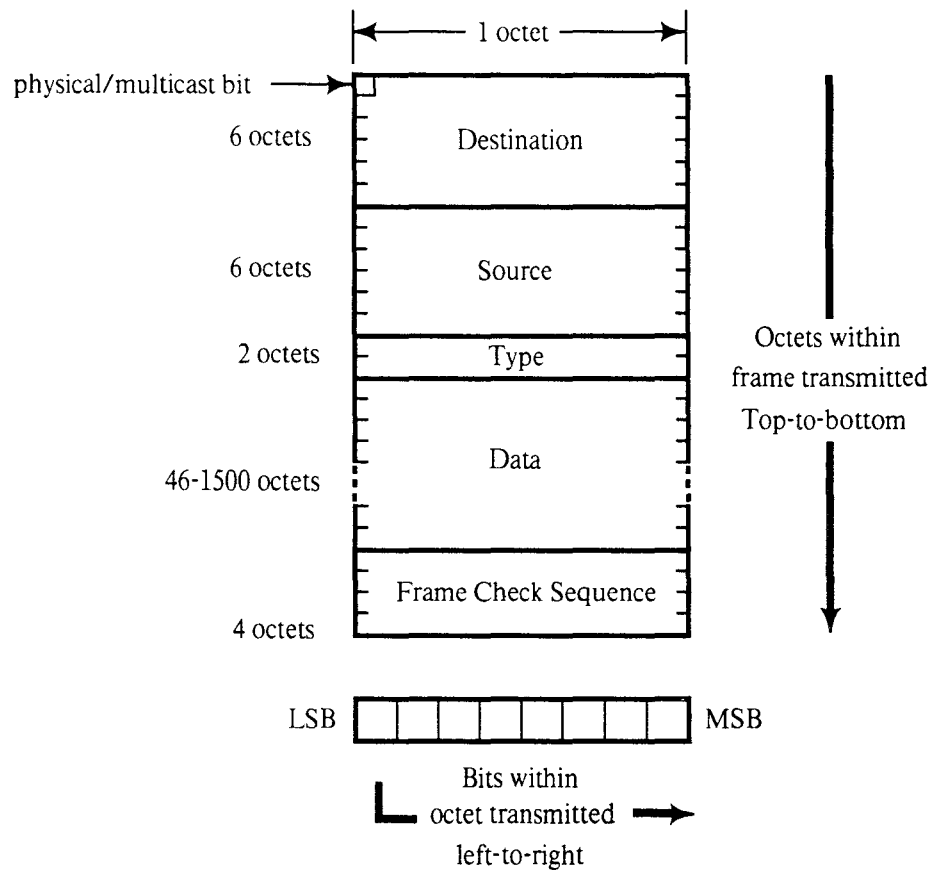 1 octet
physical/multicast bit
6 octets
Destination
6 octets
Source
2 octets
Type
Octets within
frame transmitted
Top-to-bottom
Data
46-1500 octets
Frame Check Sequence
4 octets
LSB
MSB
Bits within
octet transmitted
left-to-right